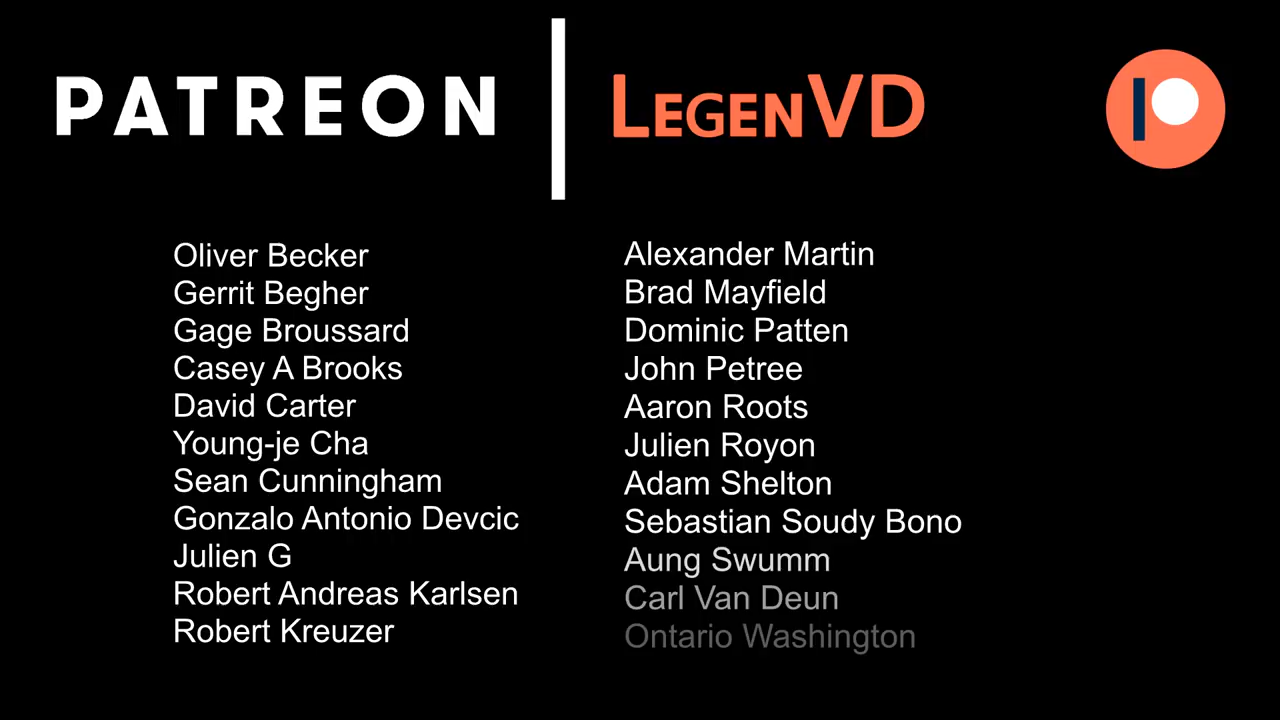 PATREON
LEGENVD
Oliver Becker
Gerrit Begher
Gage Broussard
Casey A Brooks
David Carter
Young-je Cha
Sean Cunningham
Gonzalo Antonio Devcic
Julien G
Robert Andreas Karlsen
Robert Kreuzer
Alexander Martin
Brad Mayfield
Dominic Patten
John Petree
Aaron Roots
Julien Royon
Adam Shelton
Sebastian Soudy Bono
Aung Swumm
Carl Van Deun
Ontario Washington